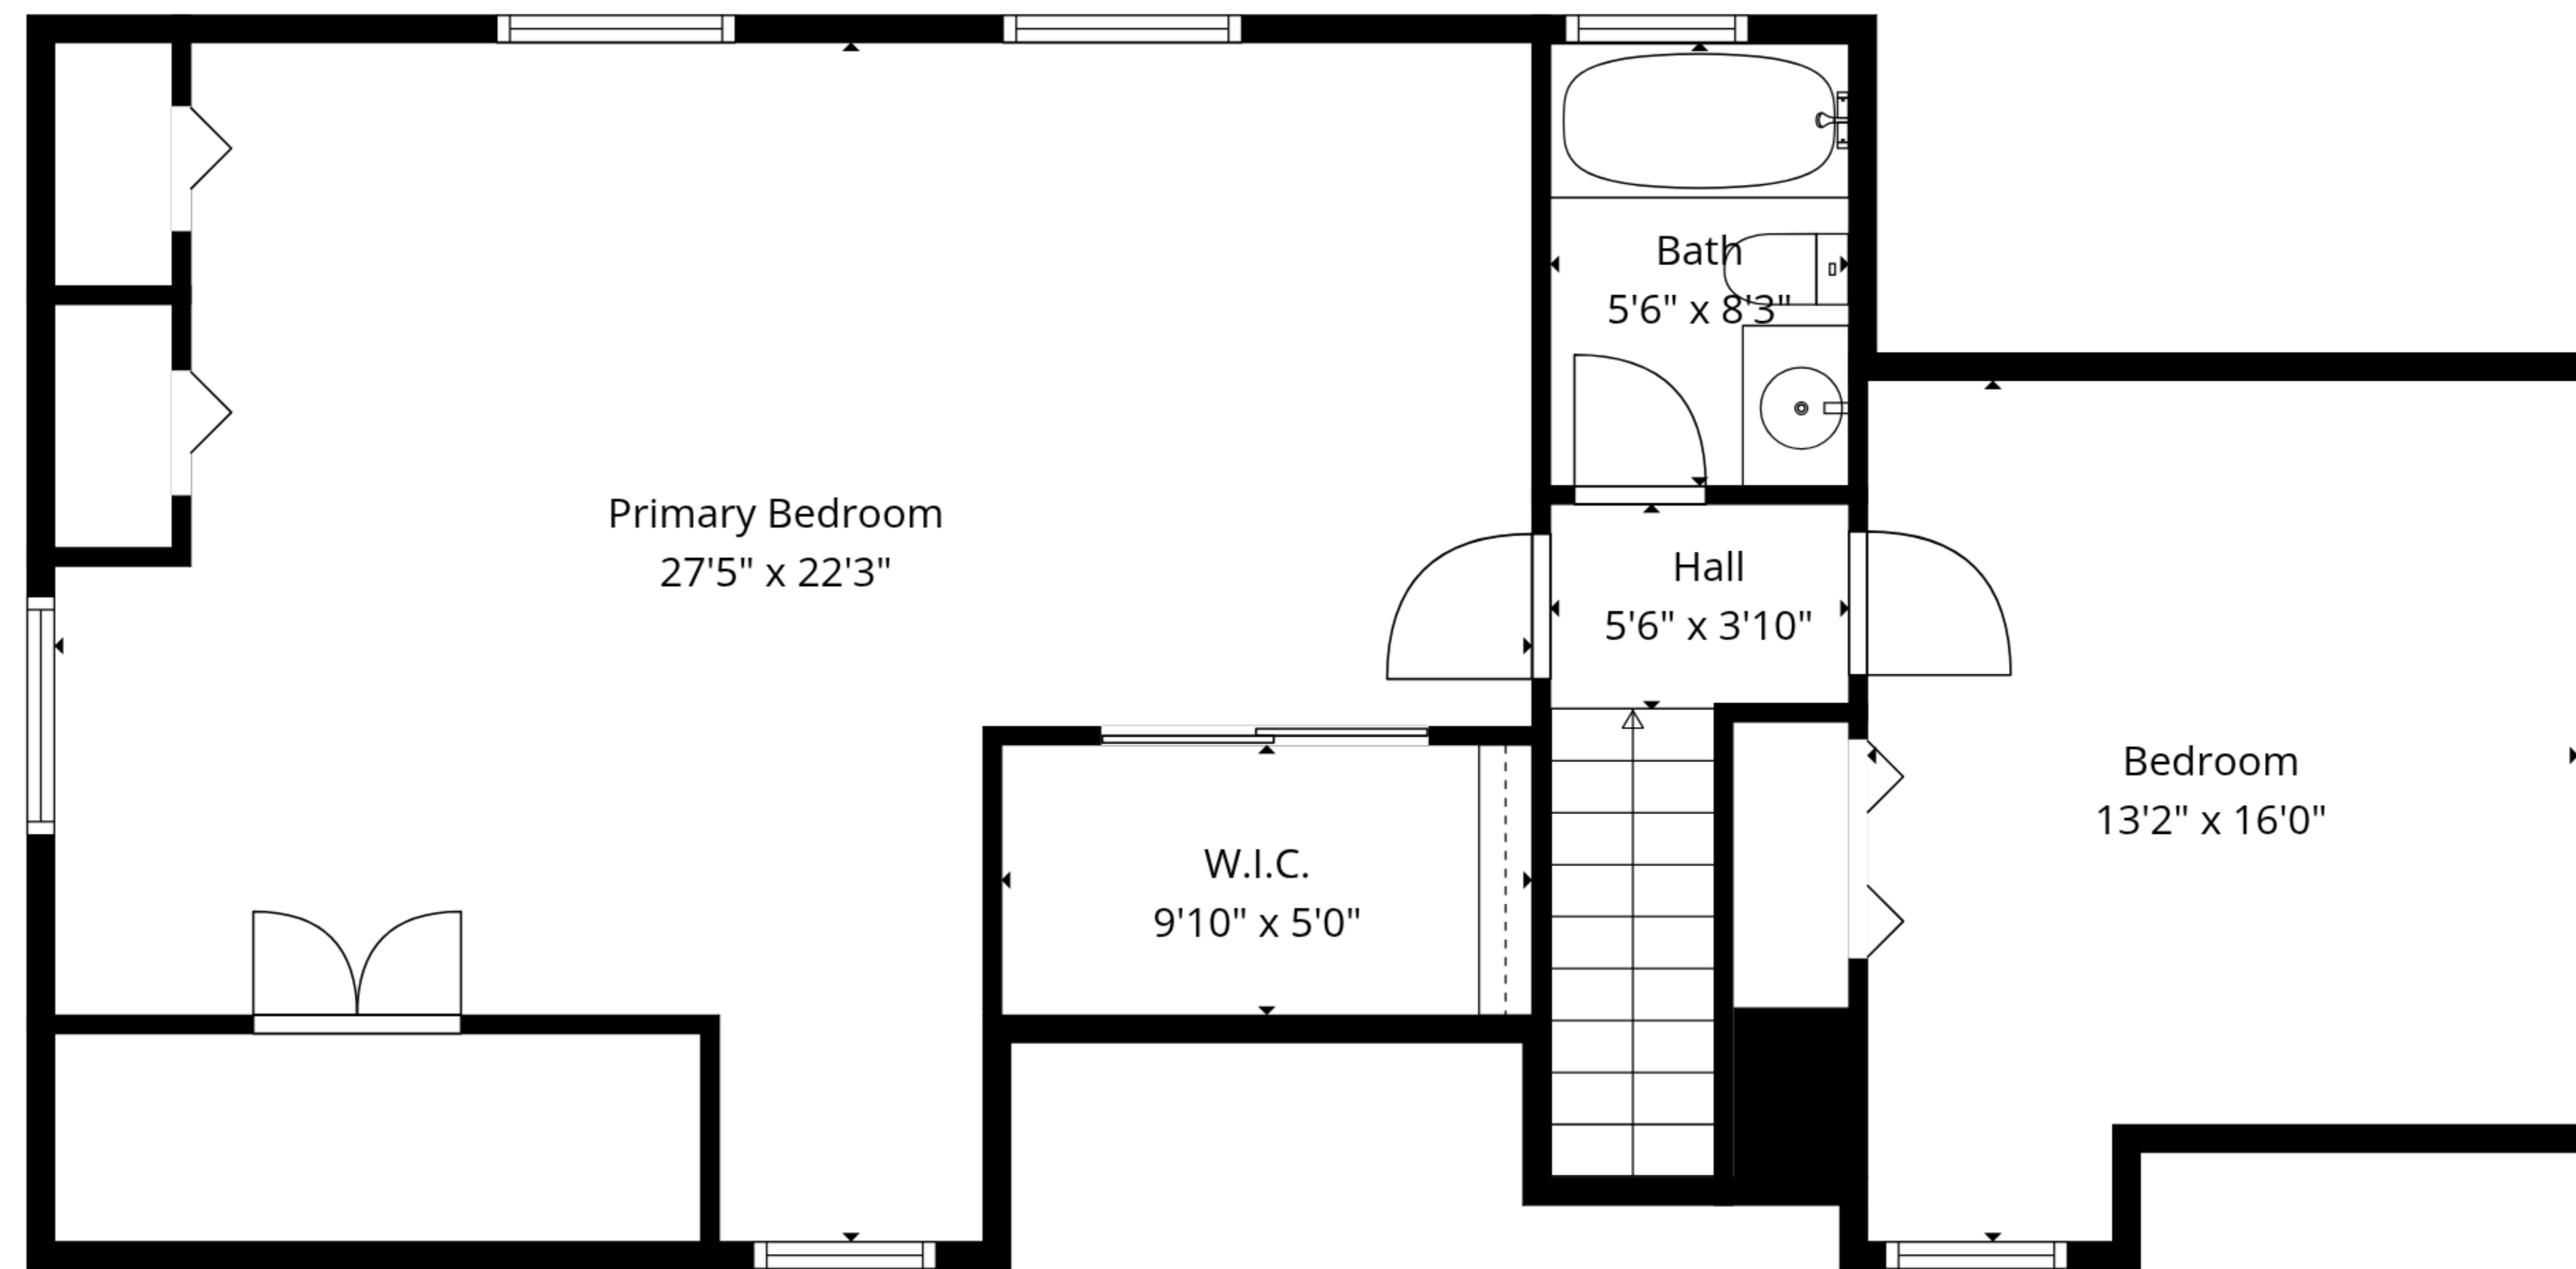 Bath
5'6" x 8'3"
Primary Bedroom
27'5" x 22'3"
Hall
5'6" x 3'10"
Bedroom
13'2" x 16'0"
W.I.C.
9'10" x 5'0"